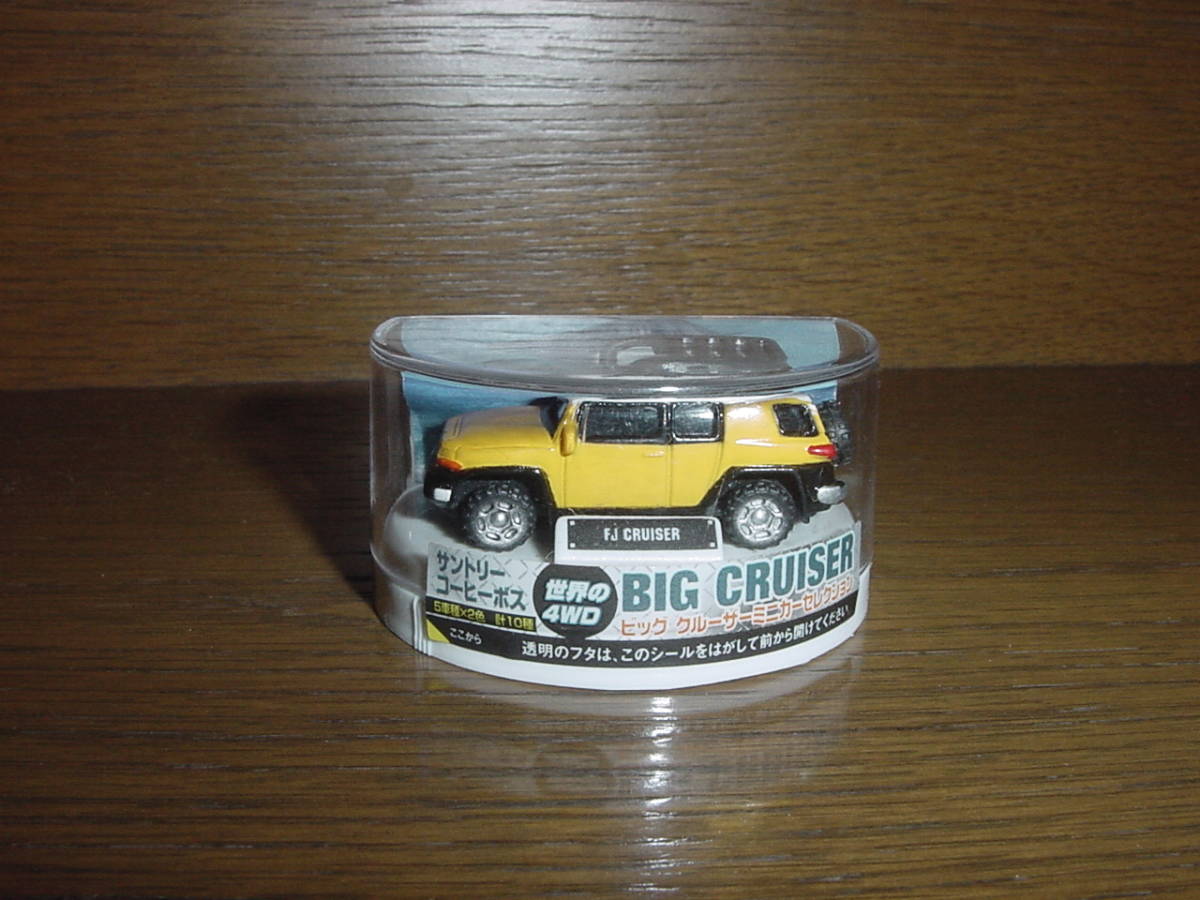 FJ CRUISER
サントリー
コーヒーボス
5車種×2色 計10種
世界の
4WD
BIG CRUISER
ビッグ クルーザーミニカーセレクション
ここから
透明のフタは、このシールをはがして前から開けてください